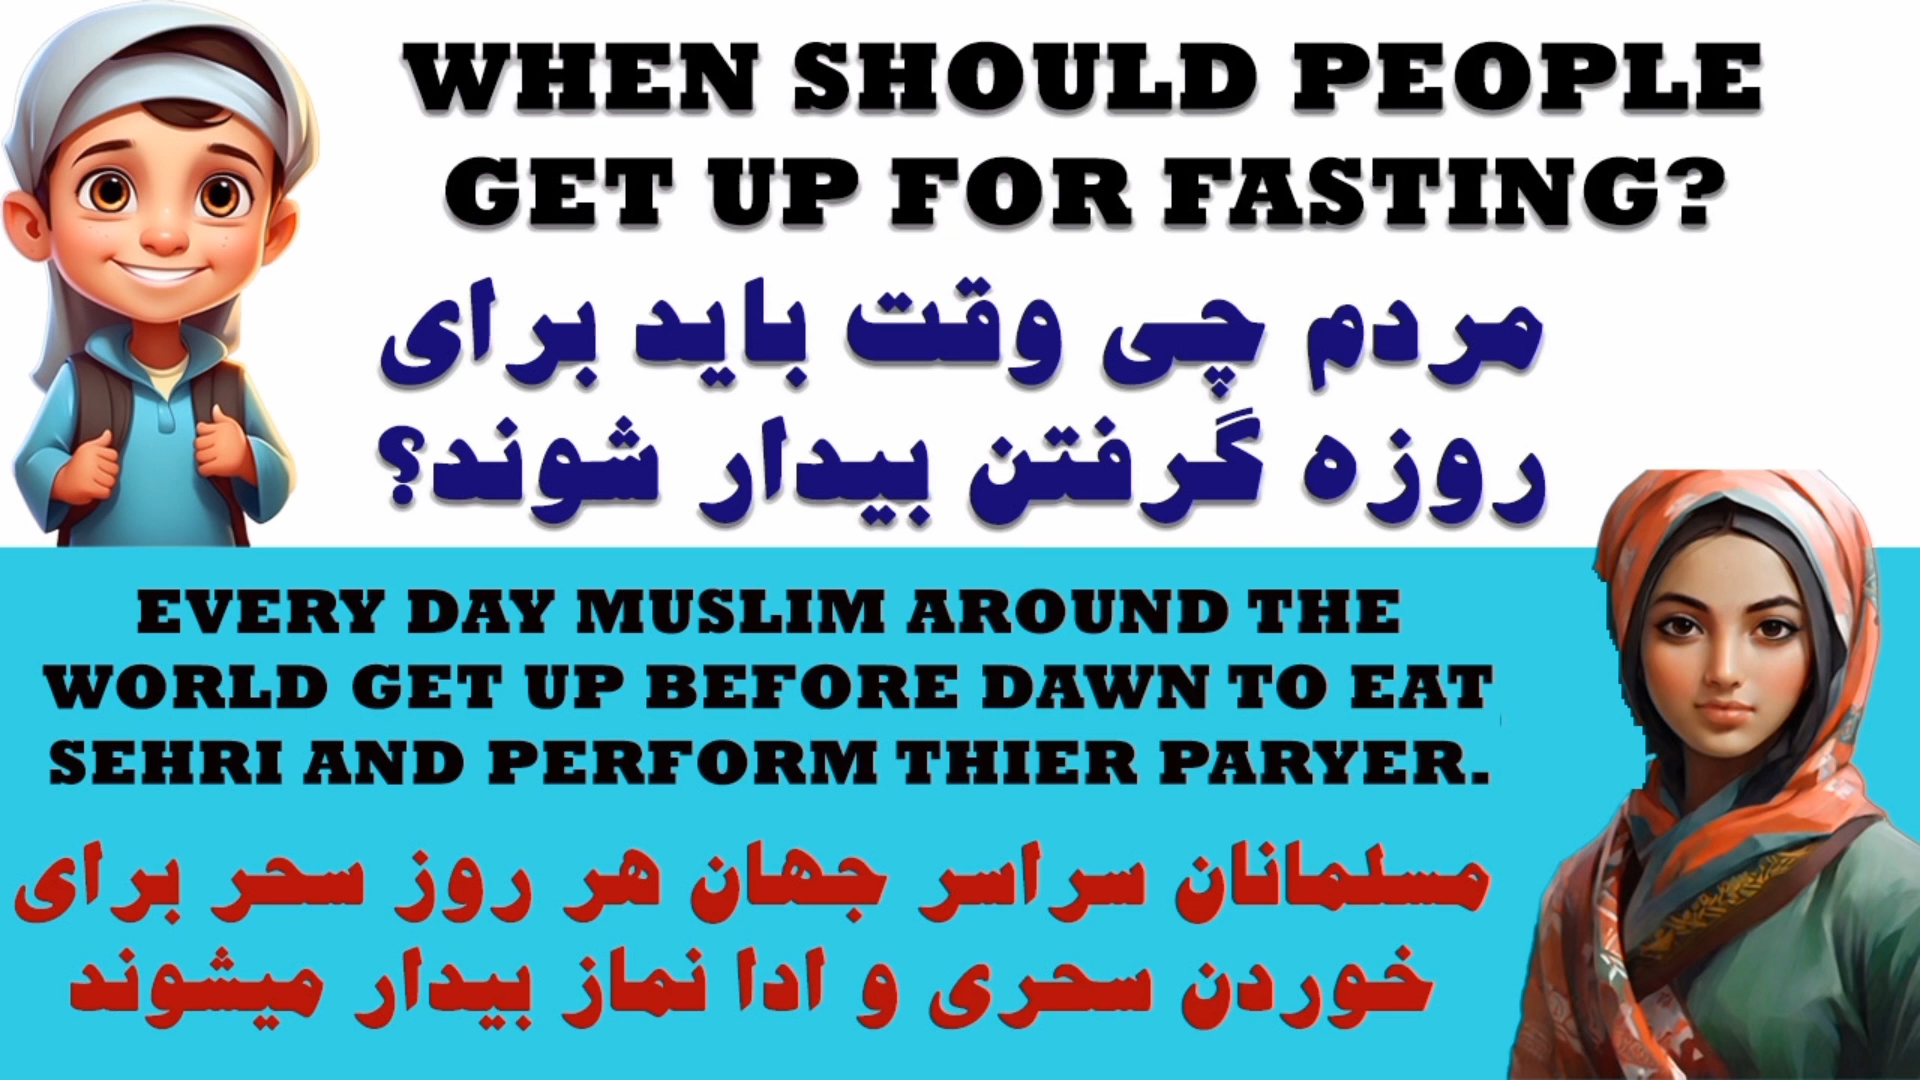 WHEN SHOULD PEOPLE
GET UP FOR FASTING?
مردم چی وقت باید برای
روزه گرفتن بیدار شوند؟
EVERY DAY MUSLIM AROUND THE
WORLD GET UP BEFORE DAWN TO EAT
SEHRI AND PERFORM THIER PARYER.
مسلمانان سراسر جهان هر روز سحر برای
خوردن سحری و ادا نماز بیدار میشوند